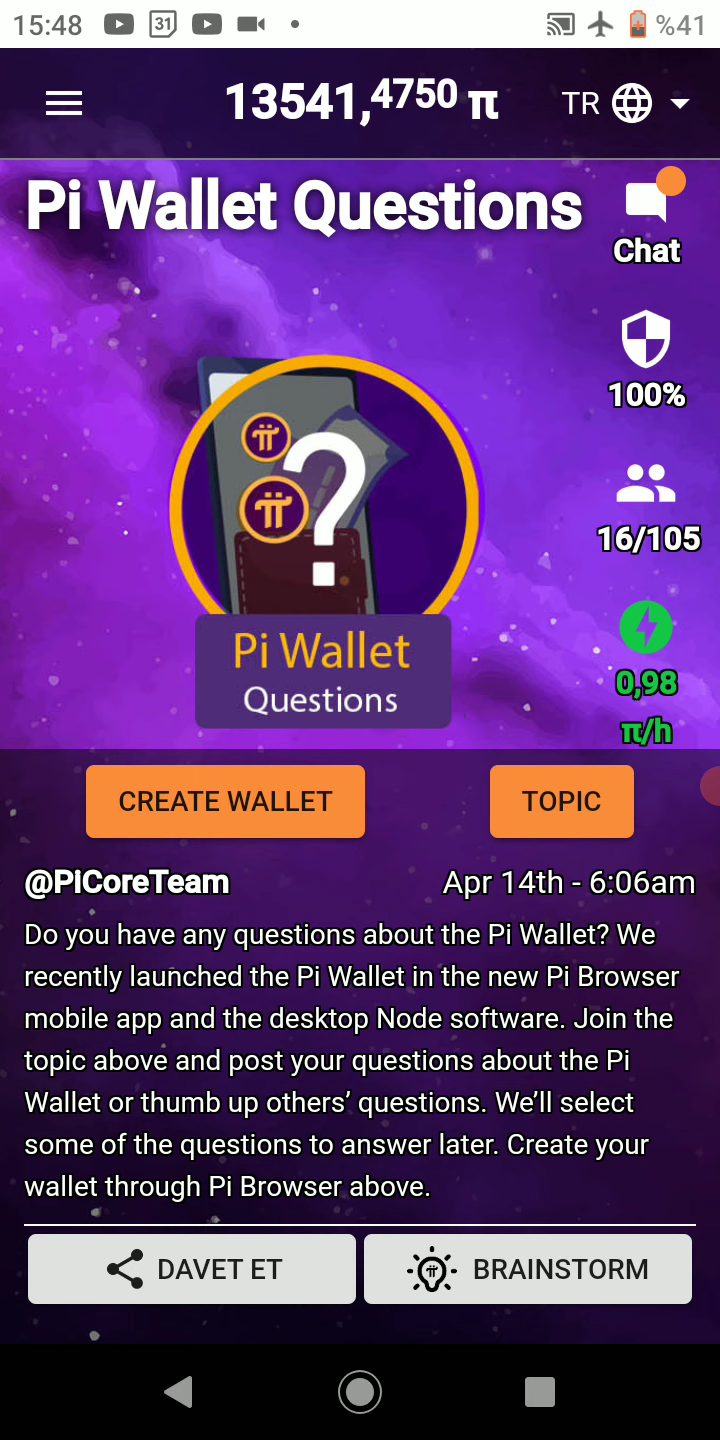 15:48
31
%41
13541,4750 π
TR
Pi Wallet Questions
Chat
100%
16/105
0,98
π/h
?
Pi Wallet
Questions
CREATE WALLET
TOPIC
@PiCoreTeam
Apr 14th - 6:06am
Do you have any questions about the Pi Wallet? We
recently launched the Pi Wallet in the new Pi Browser
mobile app and the desktop Node software. Join the
topic above and post your questions about the Pi
Wallet or thumb up others’ questions. We’ll select
some of the questions to answer later. Create your
wallet through Pi Browser above.
DAVET ET
BRAINSTORM